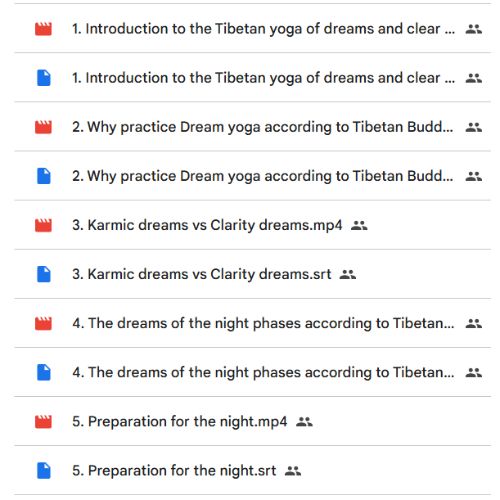 1. Introduction to the Tibetan yoga of dreams and clear ...
1. Introduction to the Tibetan yoga of dreams and clear ...
2. Why practice Dream yoga according to Tibetan Budd...
2. Why practice Dream yoga according to Tibetan Budd...
3. Karmic dreams vs Clarity dreams.mp4
3. Karmic dreams vs Clarity dreams.srt
4. The dreams of the night phases according to Tibetan...
4. The dreams of the night phases according to Tibetan...
5. Preparation for the night.mp4
5. Preparation for the night.srt